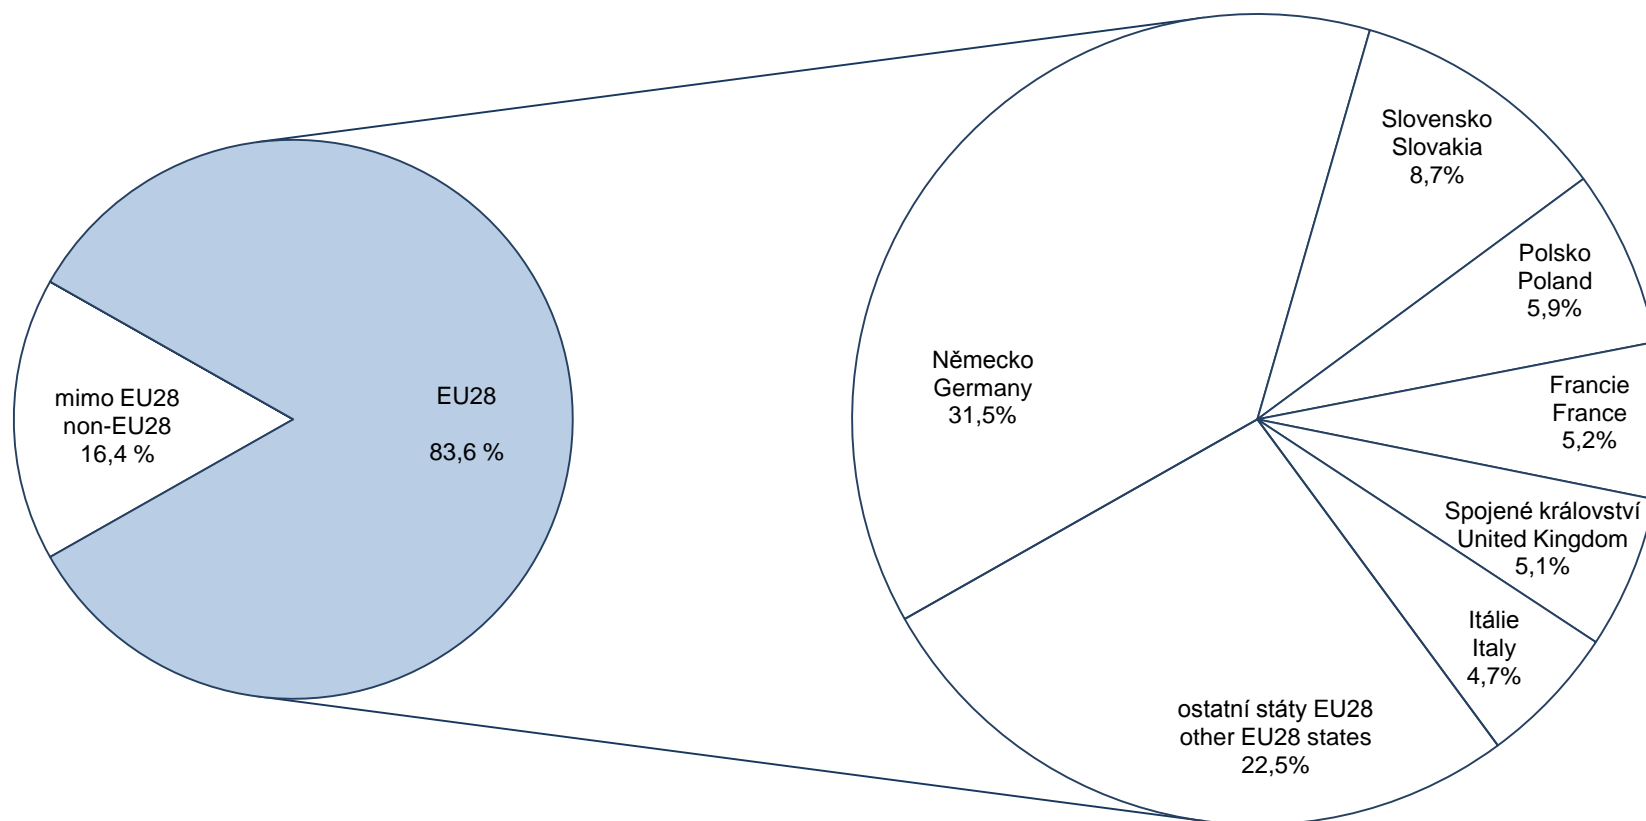 mimo EU28
non-EU28
16,4 %
EU28
83,6 %
Německo
Germany
31,5%
Slovensko
Slovakia
8,7%
Polsko
Poland
5,9%
Francie
France
5,2%
Spojené království
United Kingdom
5,1%
Itálie
Italy
4,7%
ostatní státy EU28
other EU28 states
22,5%